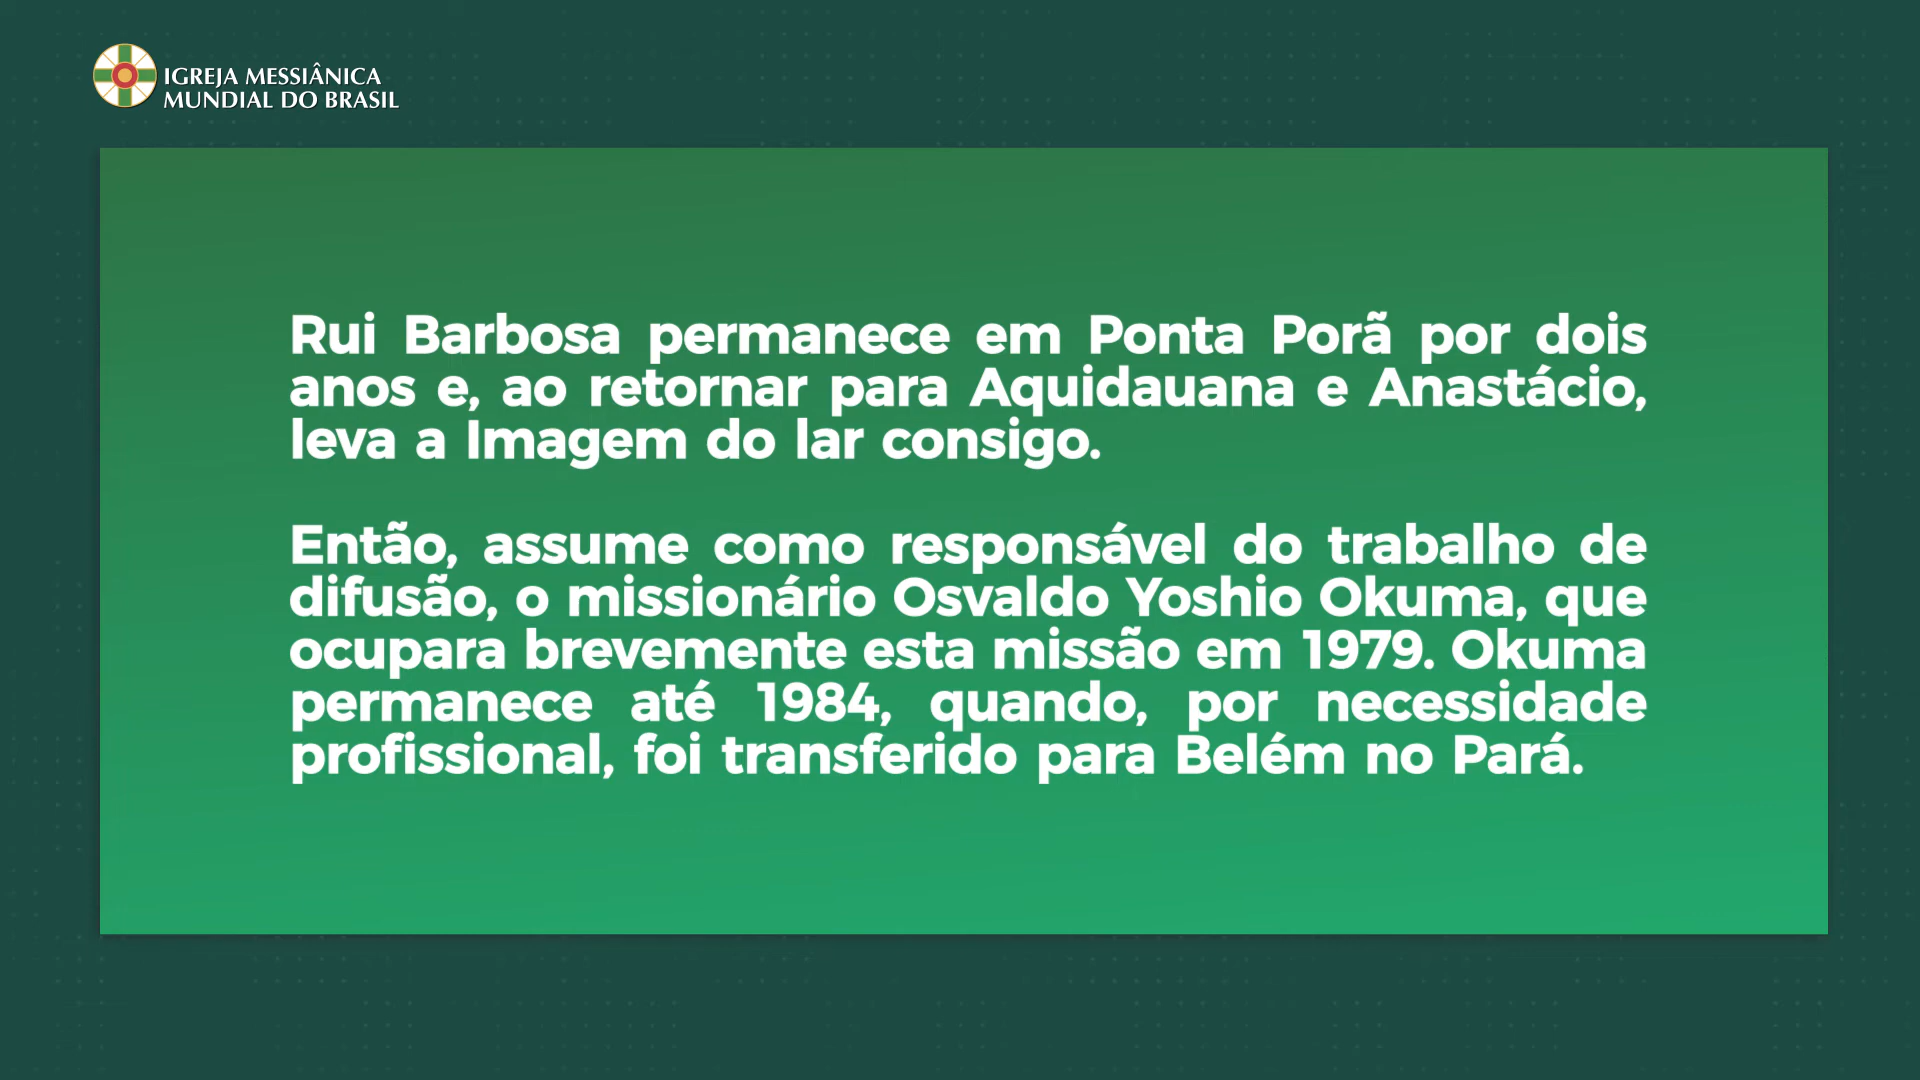 IGREJA MESSIÂNICA
MUNDIAL DO BRASIL
Rui Barbosa permanece em Ponta Porã por dois
anos e, ao retornar para Aquidauana e Anastácio,
leva a Imagem do lar consigo.
Então, assume como responsável do trabalho de
difusão, o missionário Osvaldo Yoshio Okuma, que
ocupara brevemente esta missão em 1979. Okuma
permanece até 1984, quando, por necessidade
profissional, foi transferido para Belém no Pará.